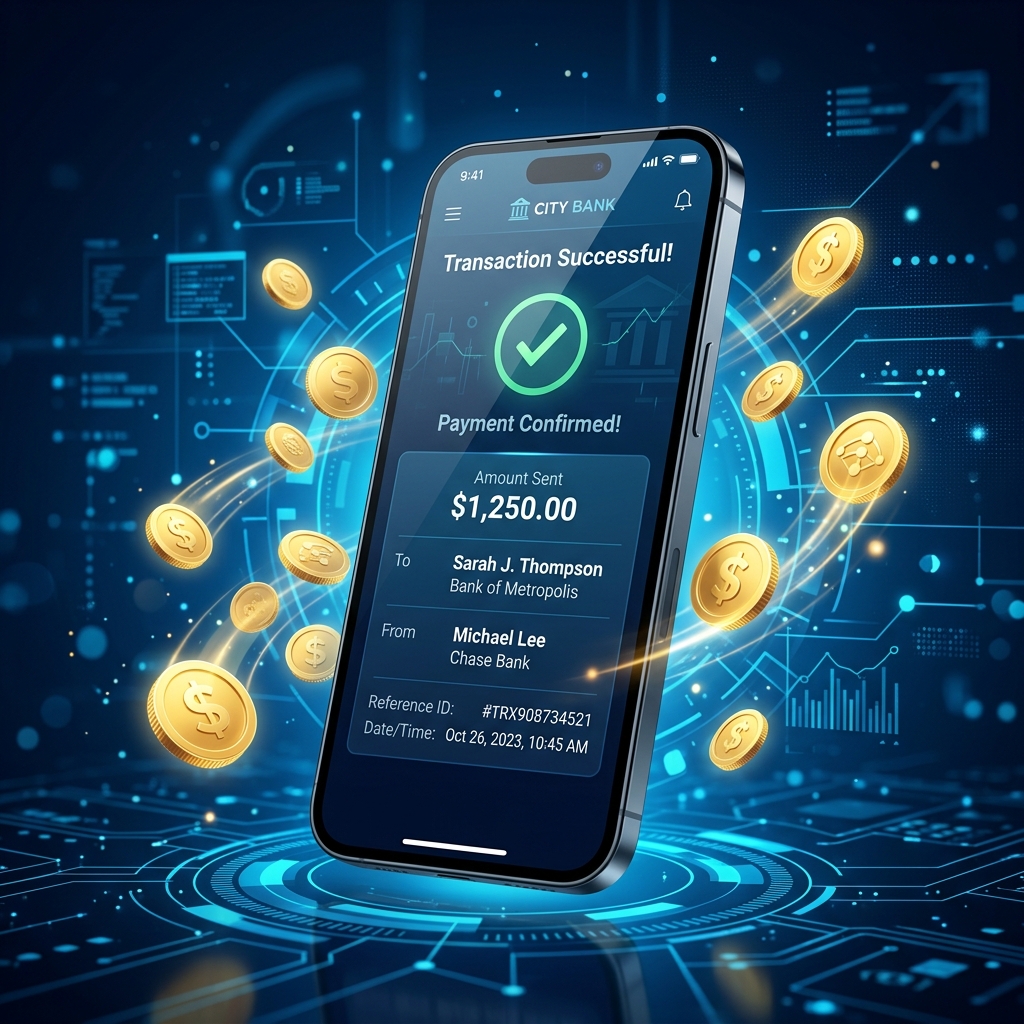 9:41
CITY BANK
Transaction Successful!
Payment Confirmed!
Amount Sent
$1,250.00
To Sarah J. Thompson
Bank of Metropolis
From Michael Lee
Chase Bank
Reference ID: #TRX908734521
Date/Time: Oct 26, 2023, 10:45 AM